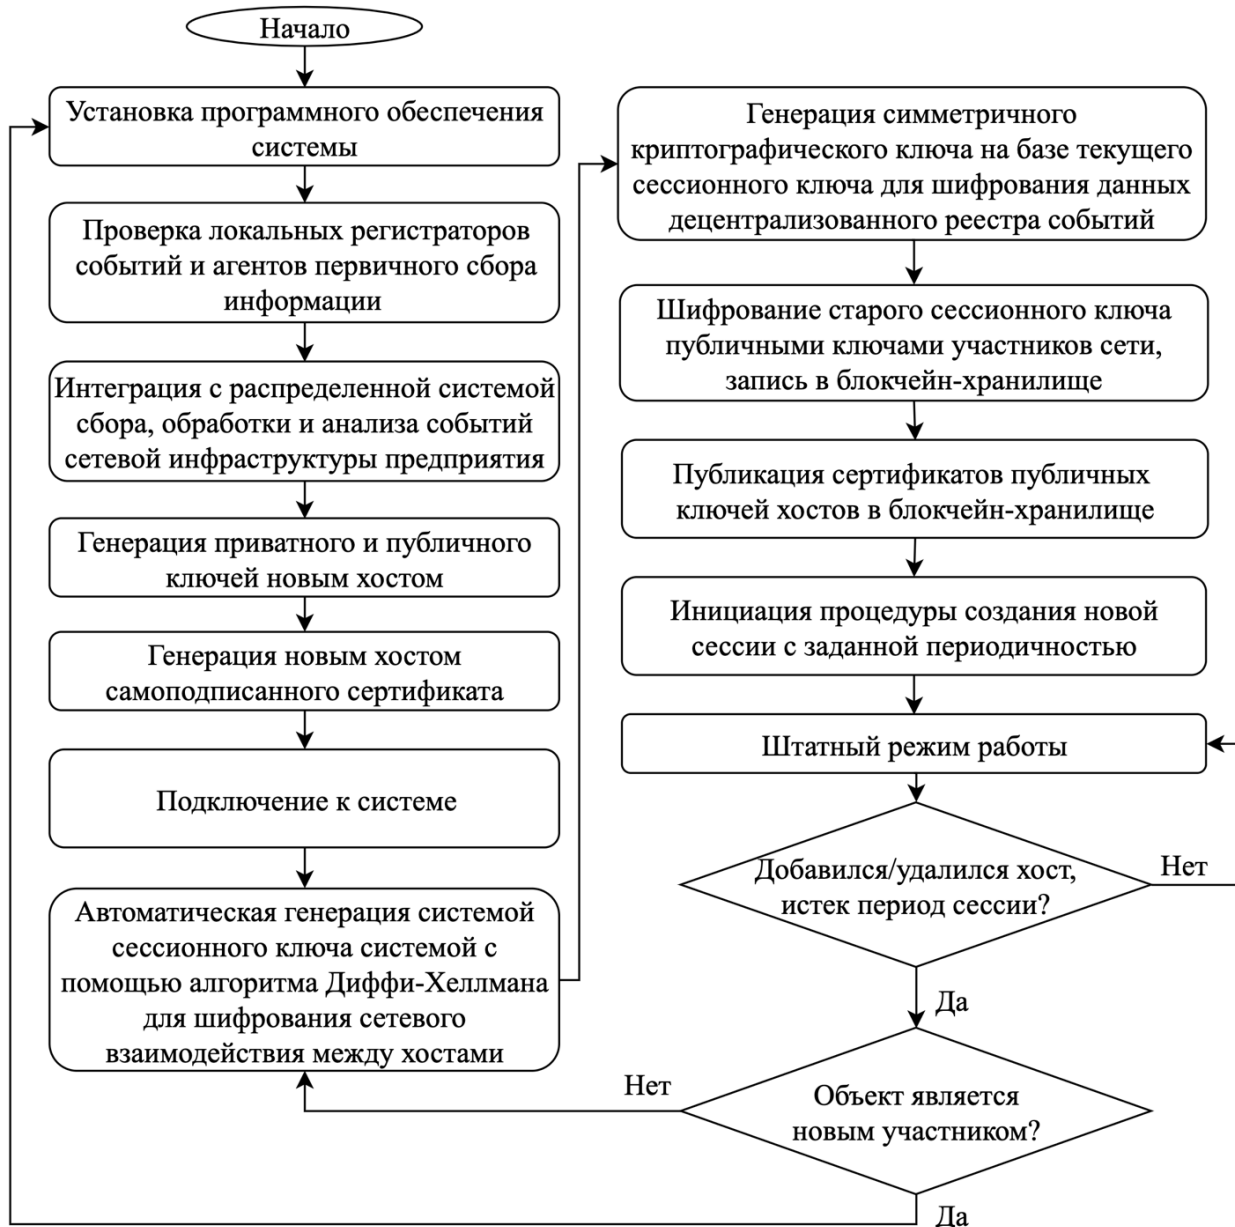 Начало
Установка программного обеспечения
системы
Проверка локальных регистраторов
событий и агентов первичного сбора
информации
Интеграция с распределенной системой
сбора, обработки и анализа событий
сетевой инфраструктуры предприятия
Генерация приватного и публичного
ключей новым хостом
Генерация новым хостом
самоподписанного сертификата
Подключение к системе
Автоматическая генерация системой
сессионного ключа системой с
помощью алгоритма Диффи-Хеллмана
для шифрования сетевого
взаимодействия между хостами
Генерация симметричного
криптографического ключа на базе текущего
сессионного ключа для шифрования данных
децентрализованного реестра событий
Шифрование старого сессионного ключа
публичными ключами участников сети,
запись в блокчейн-хранилище
Публикация сертификатов публичных
ключей хостов в блокчейн-хранилище
Инициация процедуры создания новой
сессии с заданной периодичностью
Штатный режим работы
Добавился/удалился хост,
истек период сессии?
Нет
Да
Объект является
новым участником?
Нет
Да